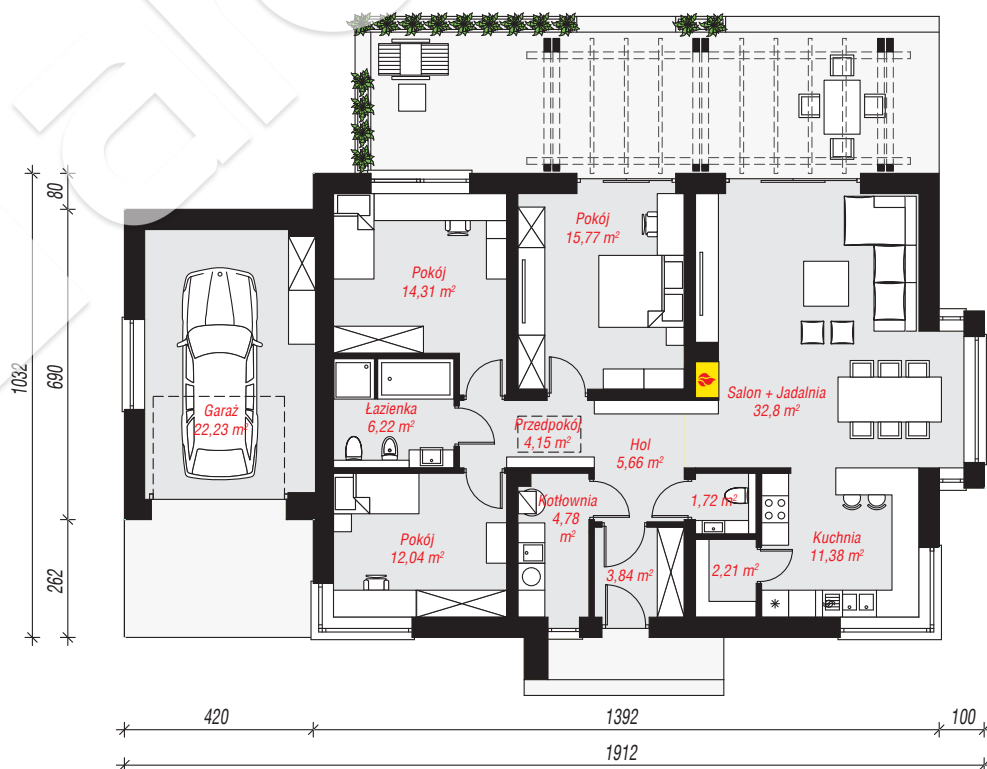 Pokój
15,77 m²
Pokój
14,31 m²
Salon + Jadalnia
32,8 m²
Garaż
22,23 m²
Łazienka
6,22 m²
Przedpokój
4,15 m²
Hol
5,66 m²
Kotłownia
4,78
m²
1,72 m²
Kuchnia
11,38 m²
Pokój
12,04 m²
3,84 m²
2,21 m²
80
690
1032
262
420
1392
100
1912